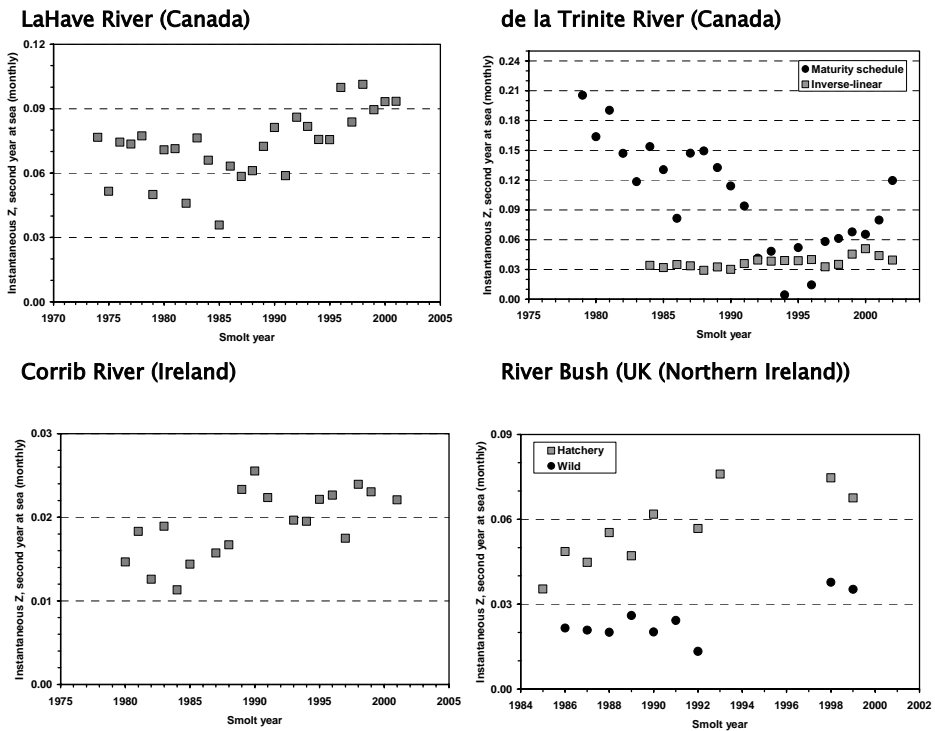 LaHave River (Canada)
Instantaneous Z, second year at sea (monthly)
0.12
0.09
0.06
0.03
0.00
1970 1975 1980 1985 1990 1995 2000 2005
Smolt year
de la Trinite River (Canada)
Instantaneous Z, second year at sea (monthly)
0.24
0.21
0.18
0.15
0.12
0.09
0.06
0.03
0.00
Maturity schedule
Inverse-linear
1975 1980 1985 1990 1995 2000
Smolt year
Corrib River (Ireland)
Instantaneous Z, second year at sea (monthly)
0.03
0.02
0.01
0.00
1975 1980 1985 1990 1995 2000 2005
Smolt year
River Bush (UK (Northern Ireland))
Instantaneous Z, second year at sea (monthly)
0.09
0.06
0.03
0.00
Hatchery
Wild
1984 1986 1988 1990 1992 1994 1996 1998 2000 2002
Smolt year